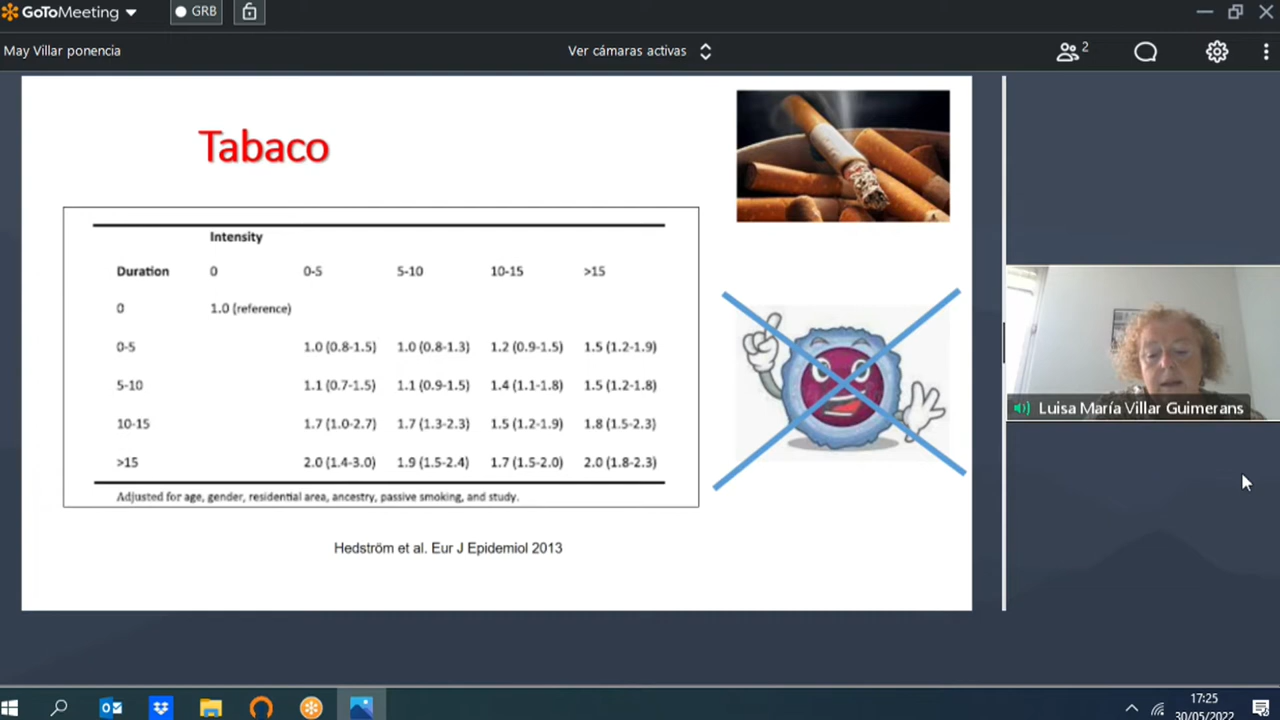 GoToMeeting
GRB
May Villar ponencia
Ver cámaras activas
2
Tabaco
Intensity
Duration 0 0-5 5-10 10-15 >15
0 1.0 (reference)
0-5 1.0 (0.8-1.5) 1.0 (0.8-1.3) 1.2 (0.9-1.5) 1.5 (1.2-1.9)
5-10 1.1 (0.7-1.5) 1.1 (0.9-1.5) 1.4 (1.1-1.8) 1.5 (1.2-1.8)
10-15 1.7 (1.0-2.7) 1.7 (1.3-2.3) 1.5 (1.2-1.9) 1.8 (1.5-2.3)
>15 2.0 (1.4-3.0) 1.9 (1.5-2.4) 1.7 (1.5-2.0) 2.0 (1.8-2.3)
Adjusted for age, gender, residential area, ancestry, passive smoking, and study.
Hedström et al. Eur J Epidemiol 2013
Luisa María Villar Guimerans
17:25
30/05/2022